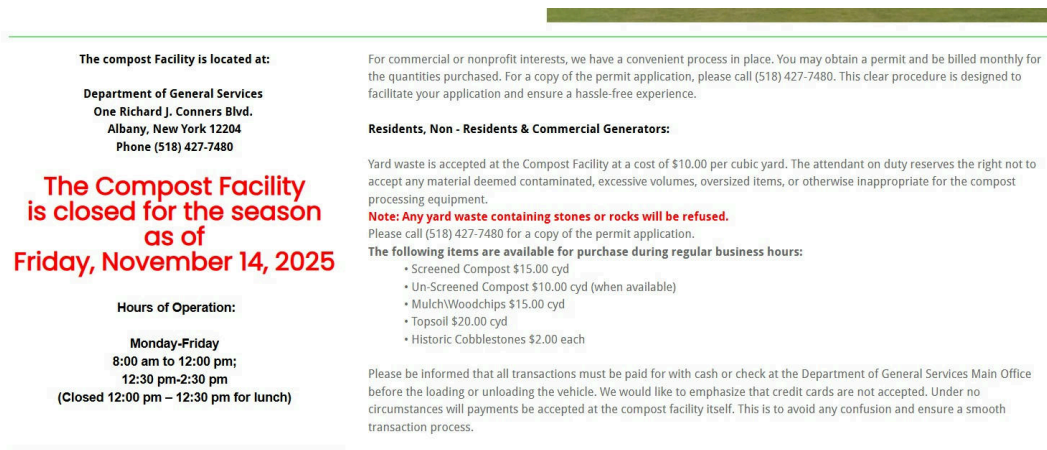 The compost Facility is located at:
Department of General Services
One Richard J. Conners Blvd.
Albany, New York 12204
Phone (518) 427-7480
The Compost Facility
is closed for the season
as of
Friday, November 14, 2025
Hours of Operation:
Monday-Friday
8:00 am to 12:00 pm;
12:30 pm-2:30 pm
(Closed 12:00 pm – 12:30 pm for lunch)
For commercial or nonprofit interests, we have a convenient process in place. You may obtain a permit and be billed monthly for
the quantities purchased. For a copy of the permit application, please call (518) 427-7480. This clear procedure is designed to
facilitate your application and ensure a hassle-free experience.
Residents, Non - Residents & Commercial Generators:
Yard waste is accepted at the Compost Facility at a cost of $10.00 per cubic yard. The attendant on duty reserves the right not to
accept any material deemed contaminated, excessive volumes, oversized items, or otherwise inappropriate for the compost
processing equipment.
Note: Any yard waste containing stones or rocks will be refused.
Please call (518) 427-7480 for a copy of the permit application.
The following items are available for purchase during regular business hours:
• Screened Compost $15.00 cyd
• Un-Screened Compost $10.00 cyd (when available)
• Mulch\Woodchips $15.00 cyd
• Topsoil $20.00 cyd
• Historic Cobblestones $2.00 each
Please be informed that all transactions must be paid for with cash or check at the Department of General Services Main Office
before the loading or unloading the vehicle. We would like to emphasize that credit cards are not accepted. Under no
circumstances will payments be accepted at the compost facility itself. This is to avoid any confusion and ensure a smooth
transaction process.